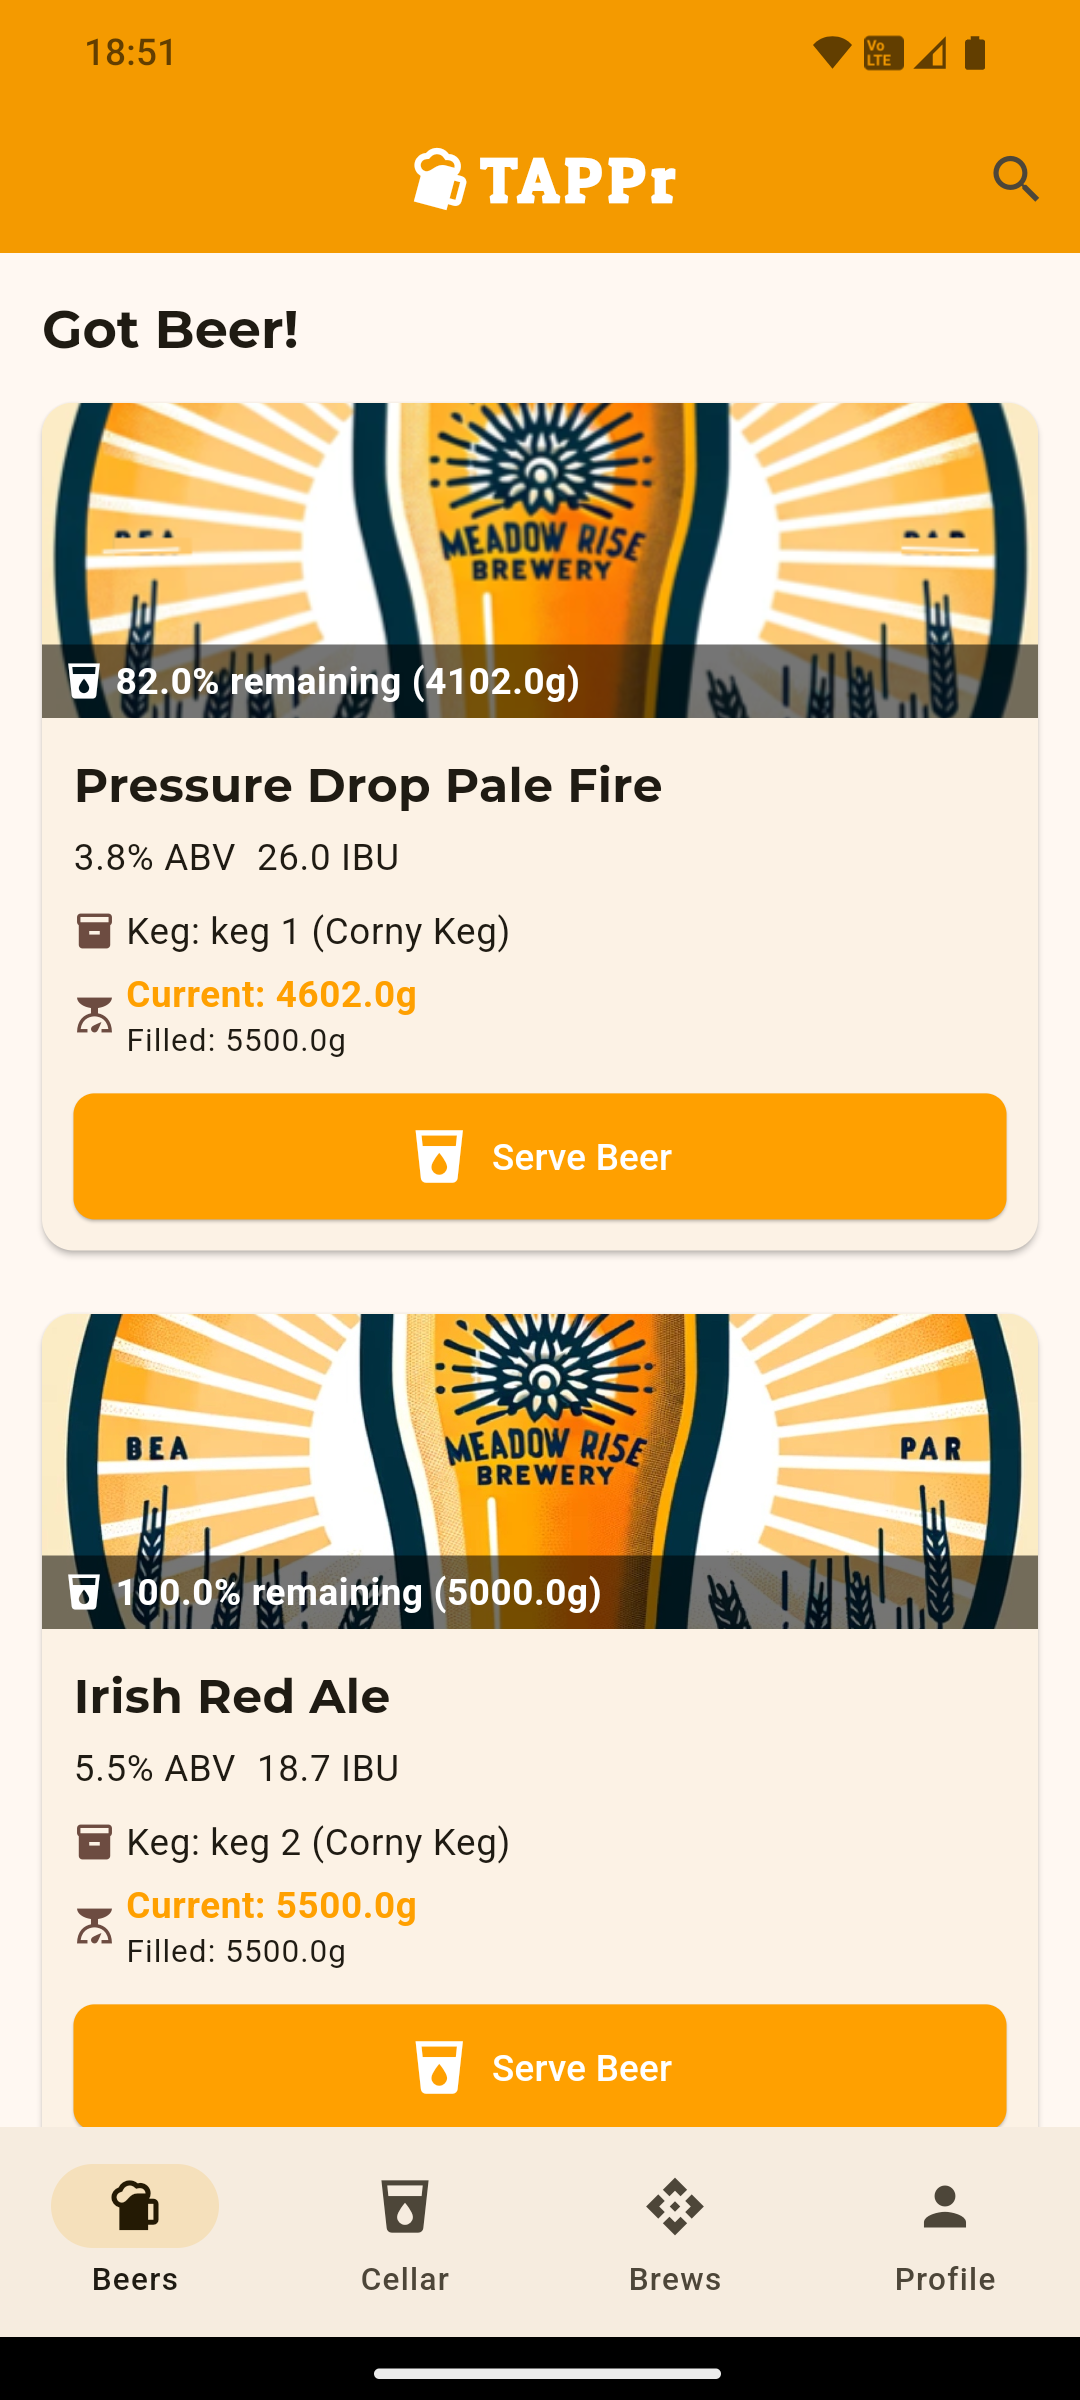 18:51
Vo
LTE
TAPPr
Got Beer!
MEADOW RISE
BREWERY
82.0% remaining (4102.0g)
Pressure Drop Pale Fire
3.8% ABV 26.0 IBU
Keg: keg 1 (Corny Keg)
Current: 4602.0g
Filled: 5500.0g
Serve Beer
BEA
MEADOW RISE
BREWERY
PAR
100.0% remaining (5000.0g)
Irish Red Ale
5.5% ABV 18.7 IBU
Keg: keg 2 (Corny Keg)
Current: 5500.0g
Filled: 5500.0g
Serve Beer
Beers
Cellar
Brews
Profile